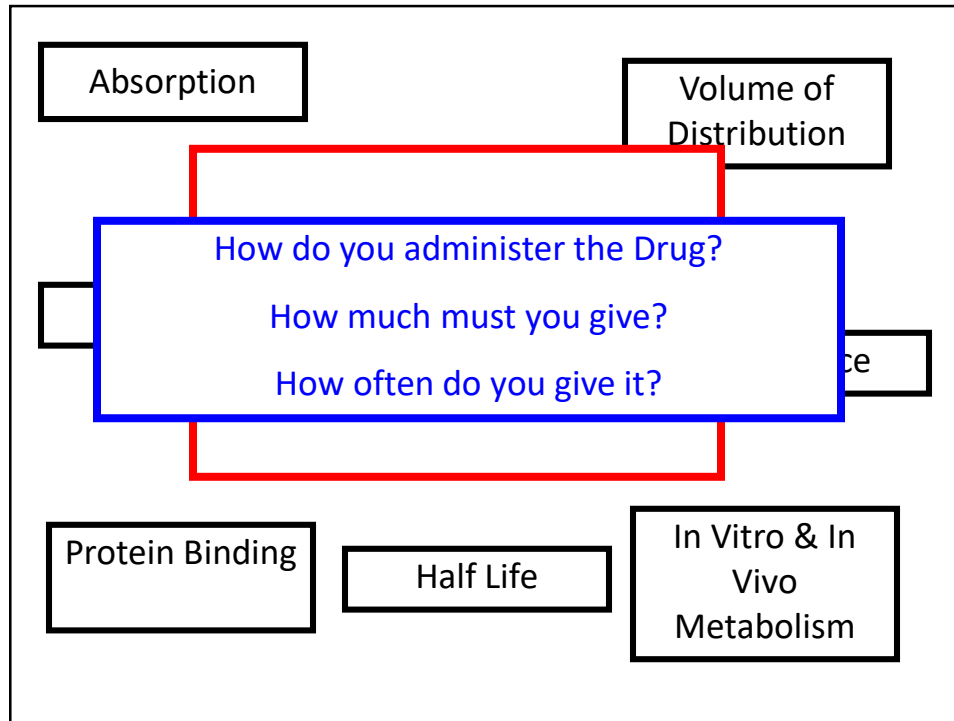 Absorption
Volume of
Distribution
How do you administer the Drug?
How much must you give?
How often do you give it?
Protein Binding
Half Life
In Vitro & In
Vivo
Metabolism